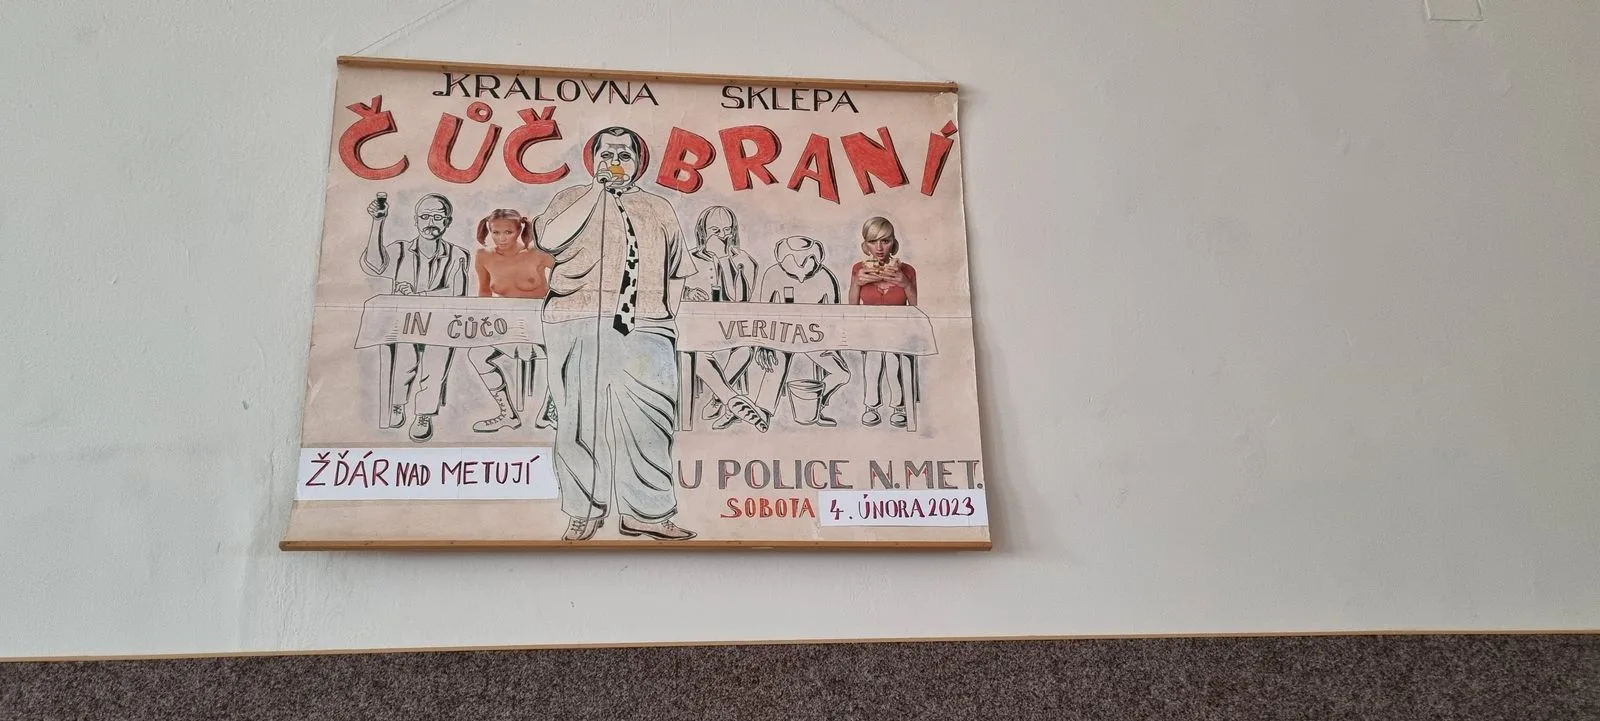 KRÁLOVNA SKLEPA
ČŮČOBRANÍ
IN ČŮČO VERITAS
ŽĎÁR NAD METUJÍ
U POLICE N.MET.
SOBOTA 4. ÚNORA 2023